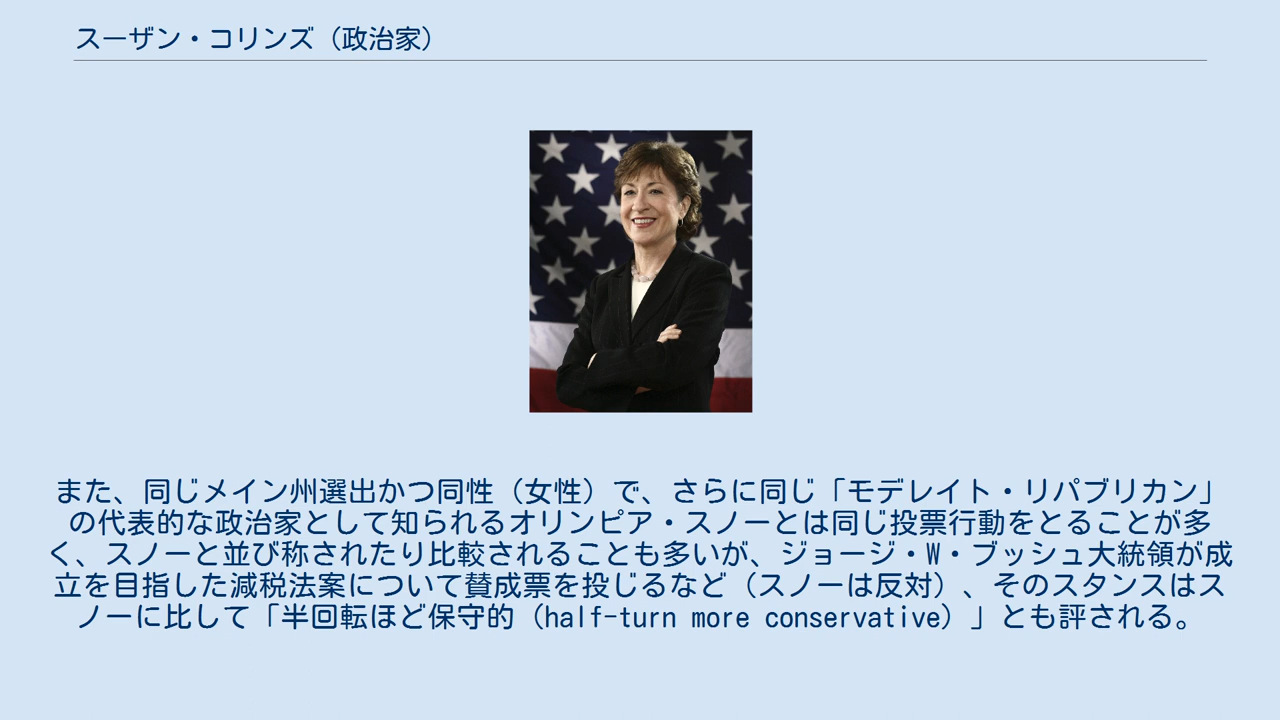 スーザン・コリンズ（政治家）
また、同じメイン州選出かつ同性（女性）で、さらに同じ「モデレイト・リパブリカン」
の代表的な政治家として知られるオリンピア・スノーとは同じ投票行動をとることが多
く、スノーと並び称されたり比較されることも多いが、ジョージ・W・ブッシュ大統領が成
立を目指した減税法案について賛成票を投じるなど（スノーは反対）、そのスタンスはス
ノーに比して「半回転ほど保守的（half-turn more conservative）」とも評される。